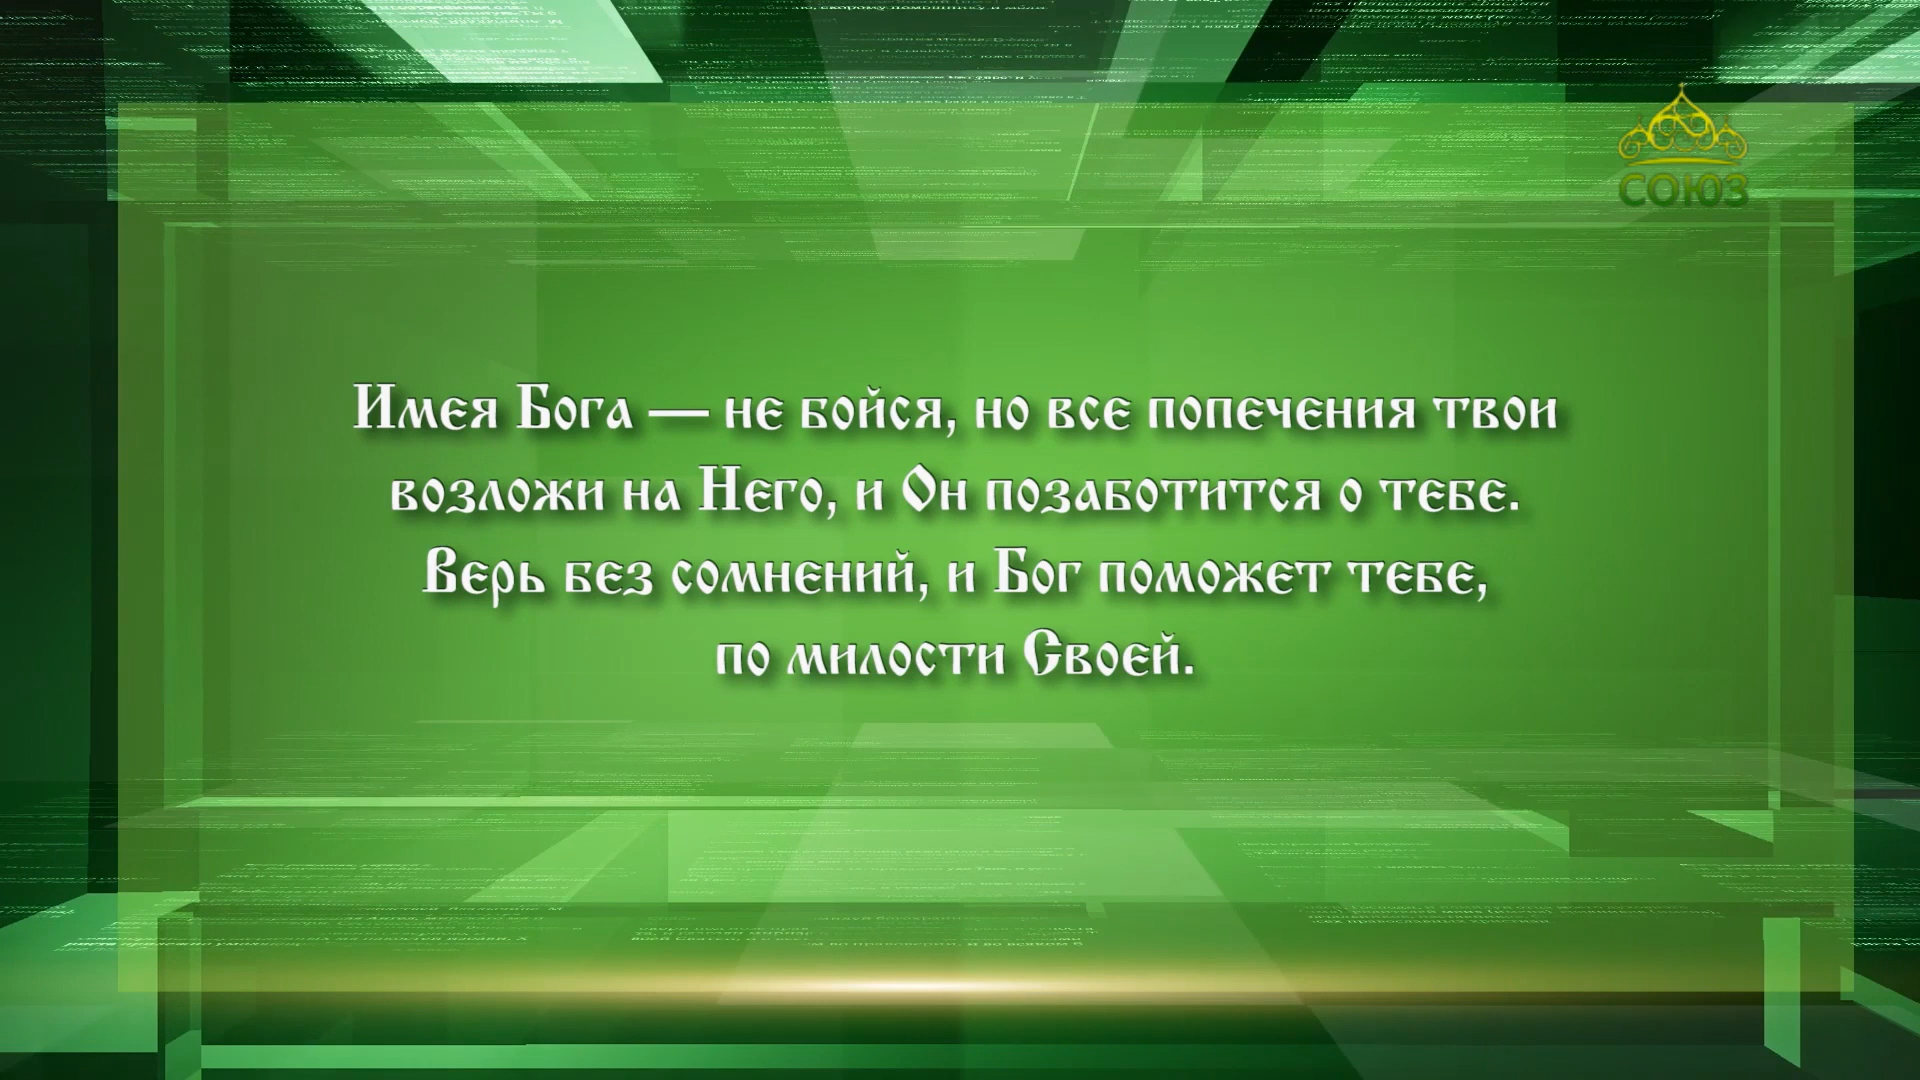 СОЮЗ
Имея Бога — не бойся, но все попечения твои
возложи на Него, и Он позаботится о тебе.
Верь без сомнений, и Бог поможет тебе,
по милости Своей.